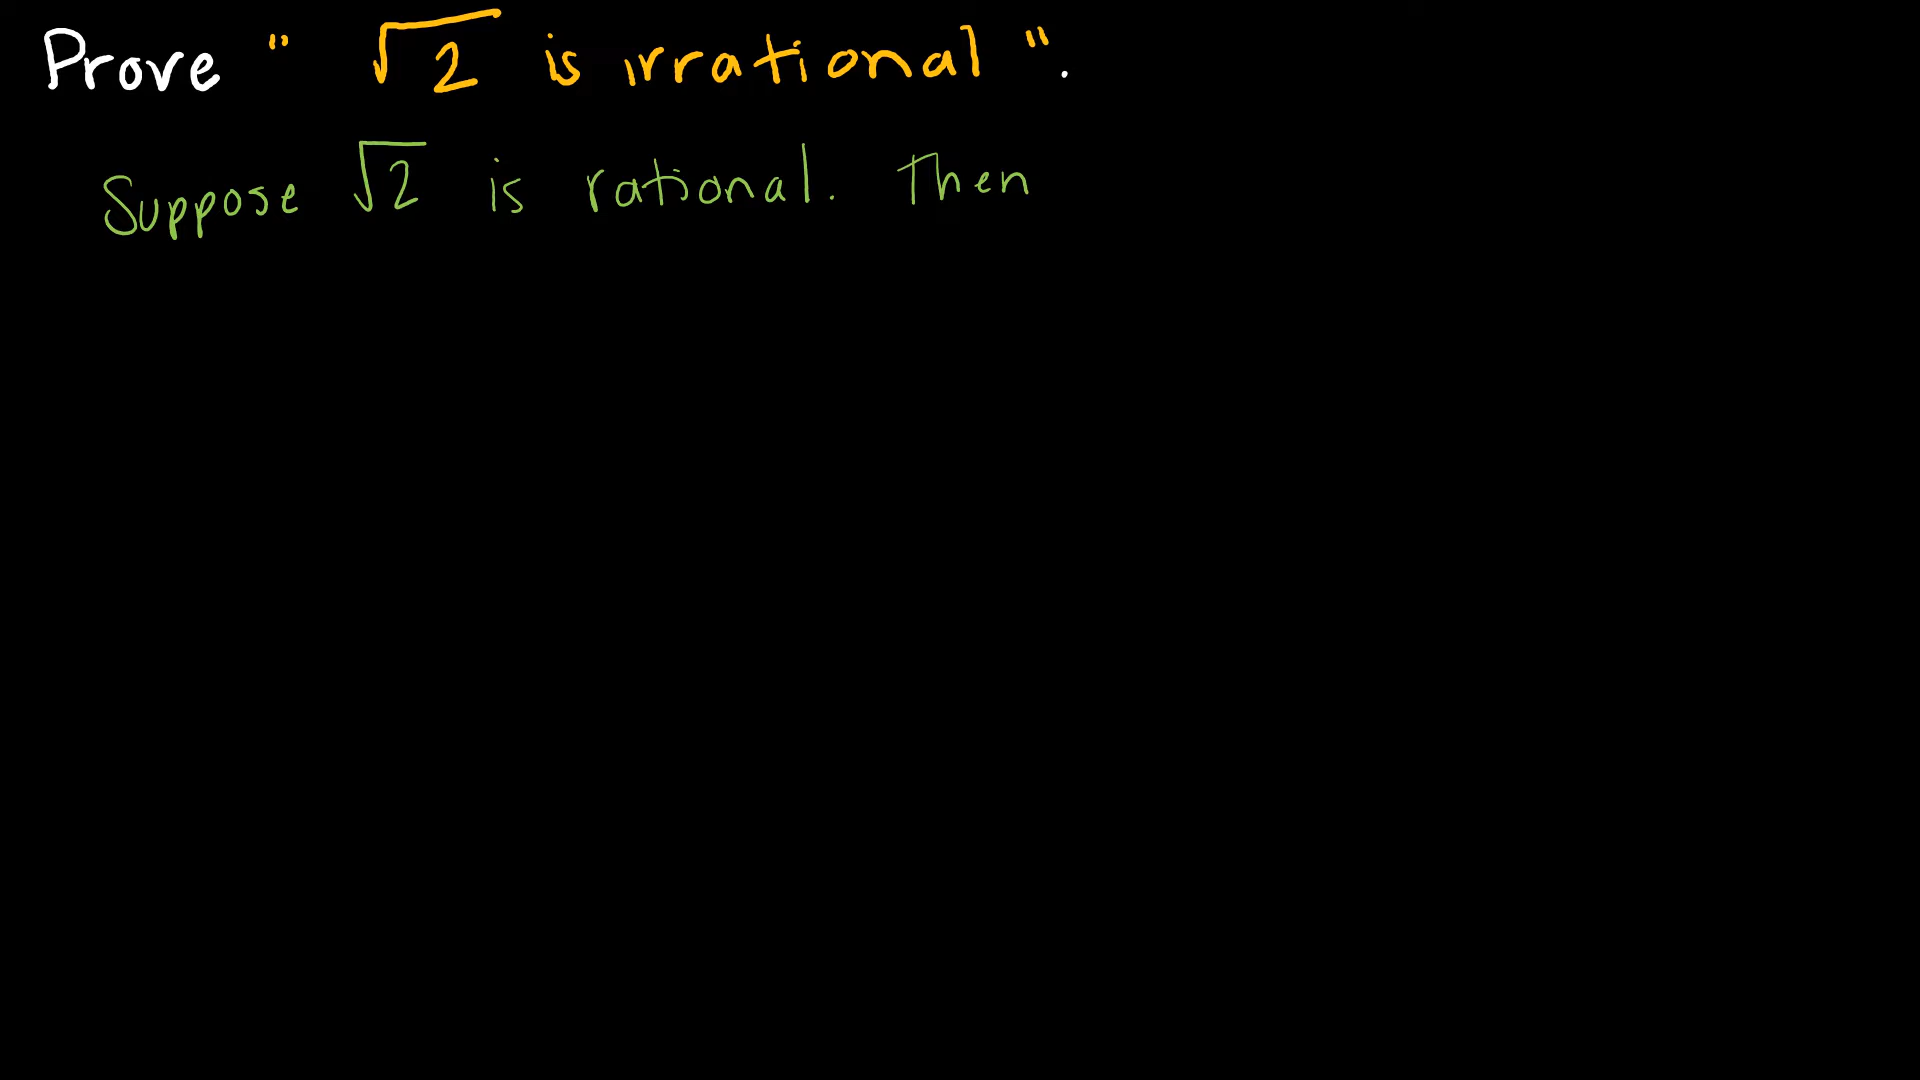 Prove " √2 is irrational ".
Suppose √2 is rational. Then